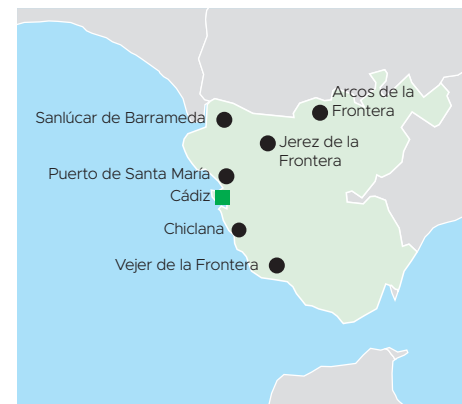 Arcos de la
Frontera
Sanlúcar de Barrameda
Jerez de la
Frontera
Puerto de Santa María
Cádiz
Chiclana
Vejer de la Frontera